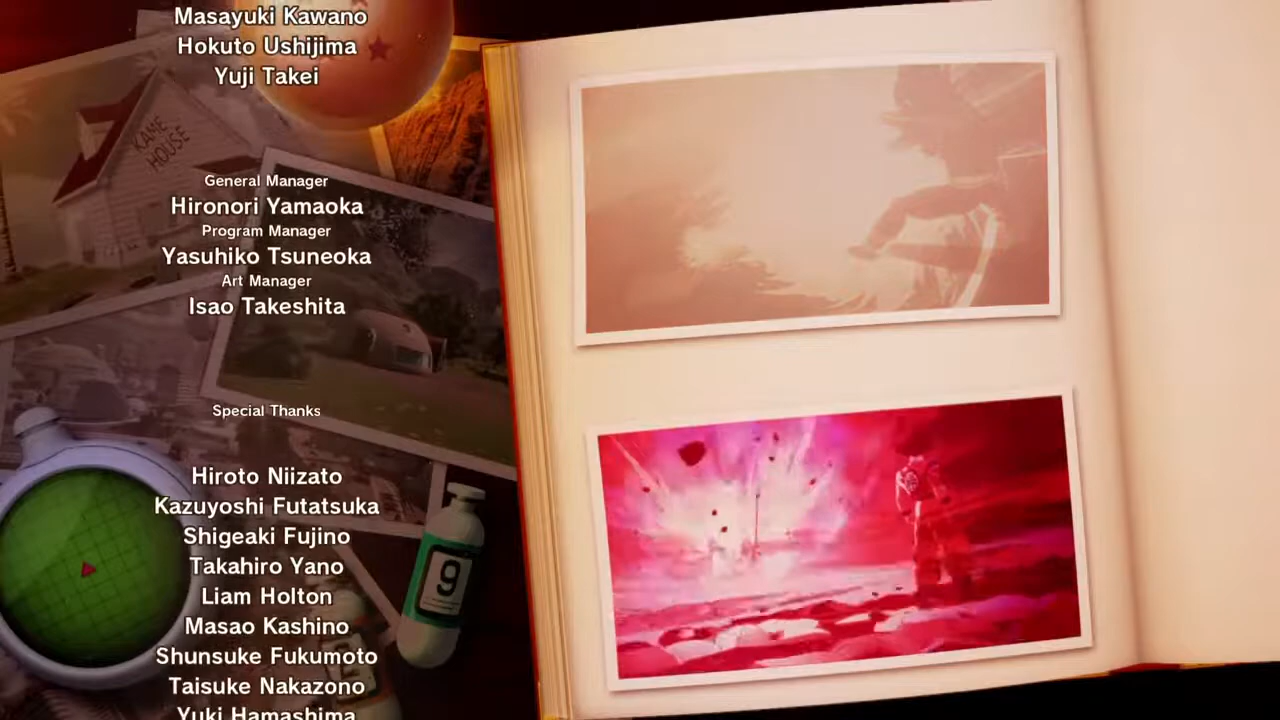 Masayuki Kawano
Hokuto Ushijima
Yuji Takei
KAME
HOUSE
General Manager
Hironori Yamaoka
Program Manager
Yasuhiko Tsuneoka
Art Manager
Isao Takeshita
Special Thanks
Hiroto Niizato
Kazuyoshi Futatsuka
Shigeaki Fujino
Takahiro Yano
Liam Holton
9
Masao Kashino
Shunsuke Fukumoto
Taisuke Nakazono
Yuki Hamashima